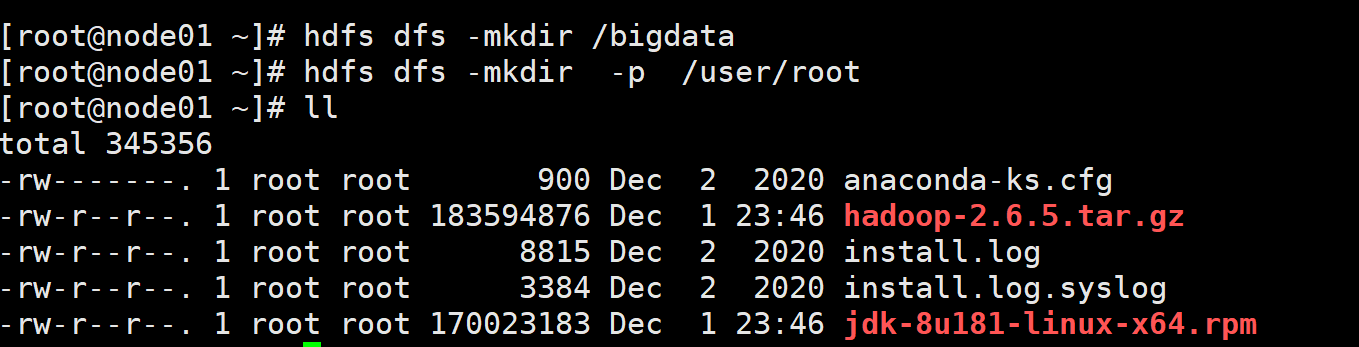 [root@node01 ~]# hdfs dfs -mkdir /bigdata
[root@node01 ~]# hdfs dfs -mkdir  -p  /user/root
[root@node01 ~]# ll
total 345356
-rw-------. 1 root root       900 Dec  2  2020 anaconda-ks.cfg
-rw-r--r--. 1 root root 183594876 Dec  1 23:46 hadoop-2.6.5.tar.gz
-rw-r--r--. 1 root root      8815 Dec  2  2020 install.log
-rw-r--r--. 1 root root      3384 Dec  2  2020 install.log.syslog
-rw-r--r--. 1 root root 170023183 Dec  1 23:46 jdk-8u181-linux-x64.rpm